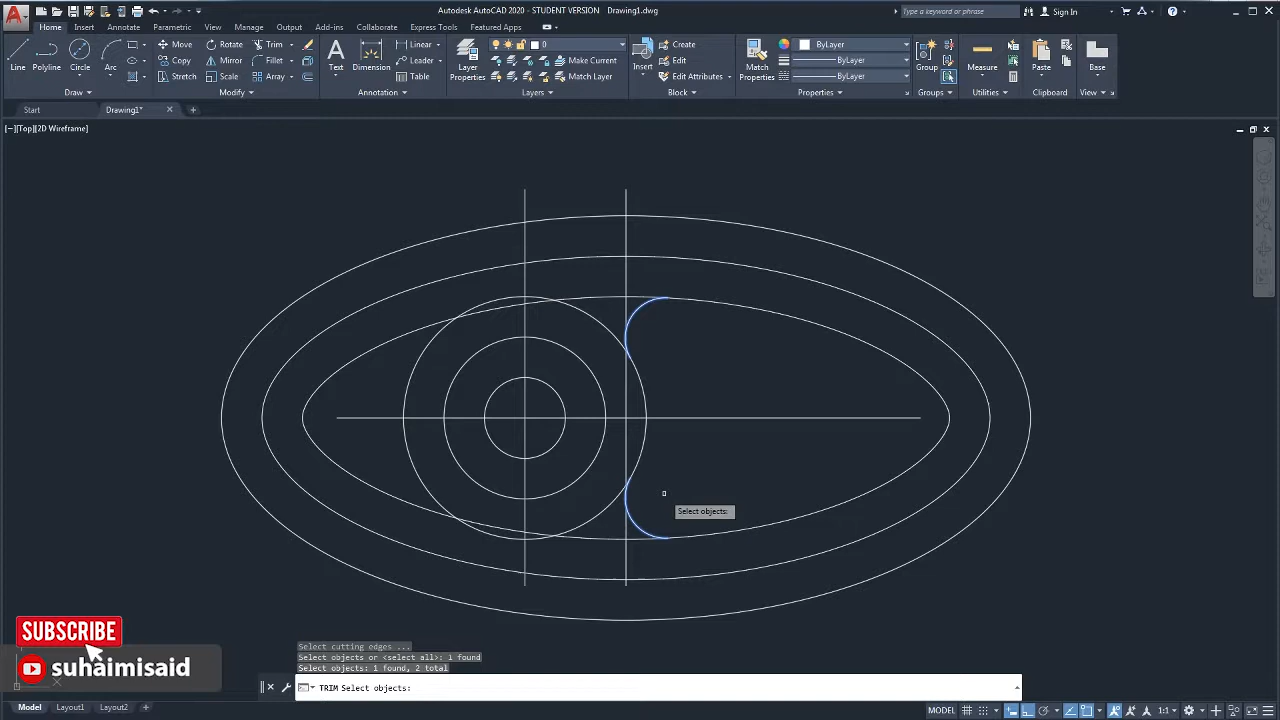 Autodesk AutoCAD 2020 - STUDENT VERSION Drawing1.dwg
Type a keyword or phrase
Sign In
Home Insert Annotate Parametric View Manage Output Add-ins Collaborate Express Tools Featured Apps
Line
Polyline
Circle
Arc
Move
Copy
Stretch
Rotate
Mirror
Scale
Trim
Fillet
Array
Text
Dimension
Linear
Leader
Table
Layer
Properties
0
Make Current
Match Layer
Insert
Create
Edit
Edit Attributes
Match
Properties
ByLayer
ByLayer
ByLayer
Group
Measure
Paste
Base
Draw Modify Annotation Layers Block Properties Groups Utilities Clipboard View
Start
Drawing1*
[−][Top][2D Wireframe]
Select objects:
Select cutting edges ...
Select objects or <select all>: 1 found
Select objects: 1 found, 2 total
TRIM Select objects:
SUBSCRIBE
suhaimisaid
Model Layout1 Layout2
MODEL
1:1